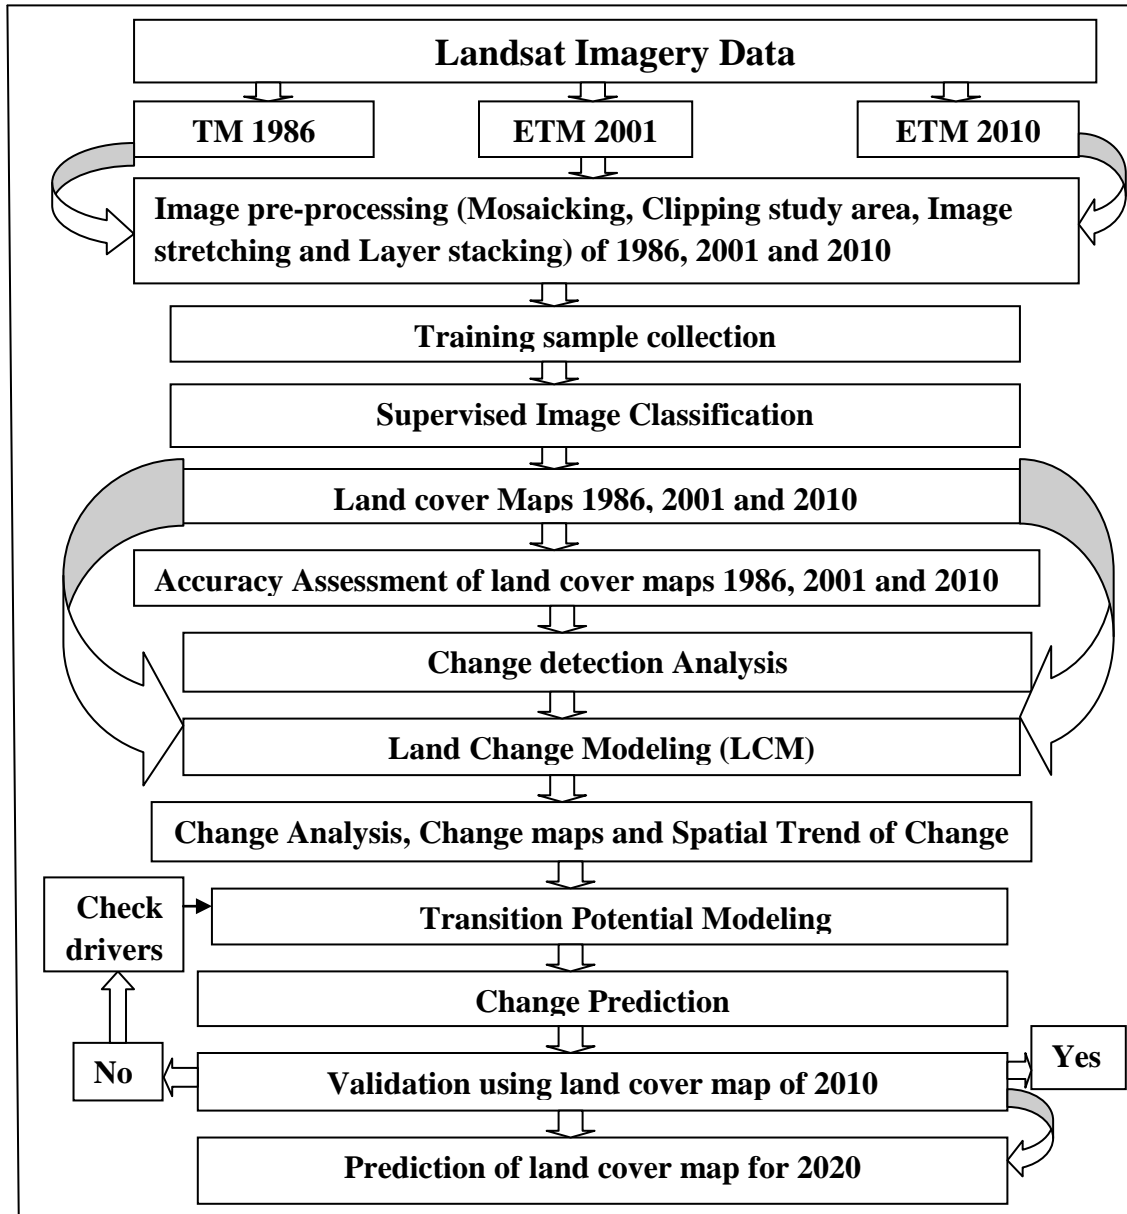 Landsat Imagery Data
TM 1986
ETM 2001
ETM 2010
Image pre-processing (Mosaicking, Clipping study area, Image
stretching and Layer stacking) of 1986, 2001 and 2010
Training sample collection
Supervised Image Classification
Land cover Maps 1986, 2001 and 2010
Accuracy Assessment of land cover maps 1986, 2001 and 2010
Change detection Analysis
Land Change Modeling (LCM)
Change Analysis, Change maps and Spatial Trend of Change
Check
drivers
Transition Potential Modeling
Change Prediction
No
Validation using land cover map of 2010
Yes
Prediction of land cover map for 2020